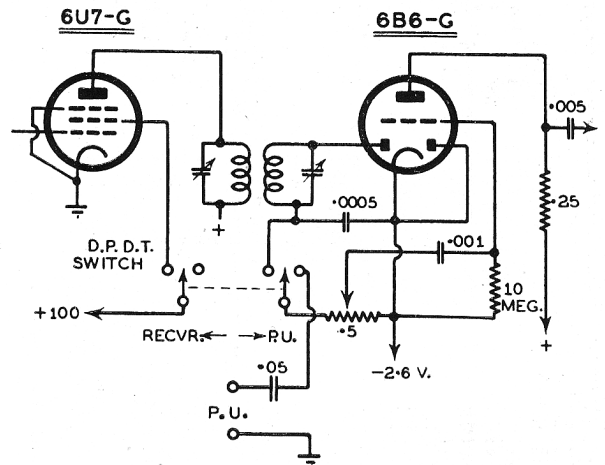 6U7-G
6B6-G
.005
.25
.0005
.001
D.P.D.T.
SWITCH
+
10
MEG.
+100
.5
RECVR.
P.U.
+
-2.6 V.
.05
P.U.